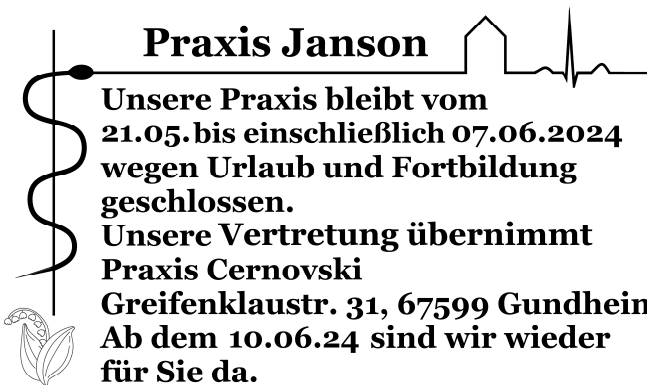 Praxis Janson
Unsere Praxis bleibt vom
21.05.bis einschließlich 07.06.2024
wegen Urlaub und Fortbildung
geschlossen.
Unsere Vertretung übernimmt
Praxis Cernovski
Greifenklaustr. 31, 67599 Gundhein
Ab dem 10.06.24 sind wir wieder
für Sie da.